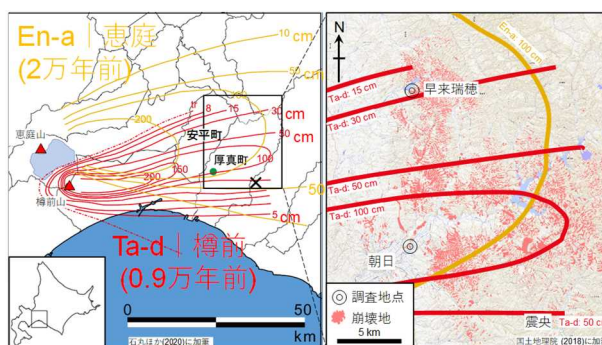 En-a｜恵庭
(2万年前)
10 cm
50 cm
200
tr
8
15
30 cm
50 cm
100
150
200
恵庭山
安平町
厚真町
樽前山
50
5 cm
Ta-d｜樽前
(0.9万年前)
0
50
km
石丸ほか(2020)に加筆
N
En-a: 100 cm
Ta-d: 15 cm
早来瑞穂
Ta-d: 30 cm
Ta-d: 50 cm
Ta-d: 100 cm
朝日
調査地点
崩壊地
5 km
震央
Ta-d: 50 cm
国土地理院 (2018)に加筆